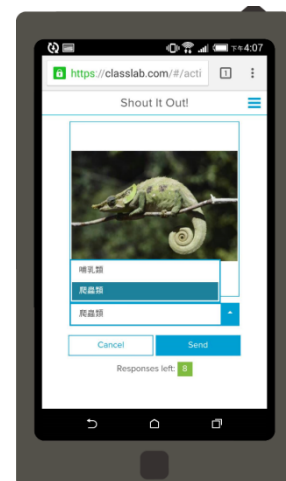 下午4:07
https://classlab.com/#/acti 1
Shout It Out!
哺乳類
爬蟲類
爬蟲類
Cancel Send
Responses left: 8